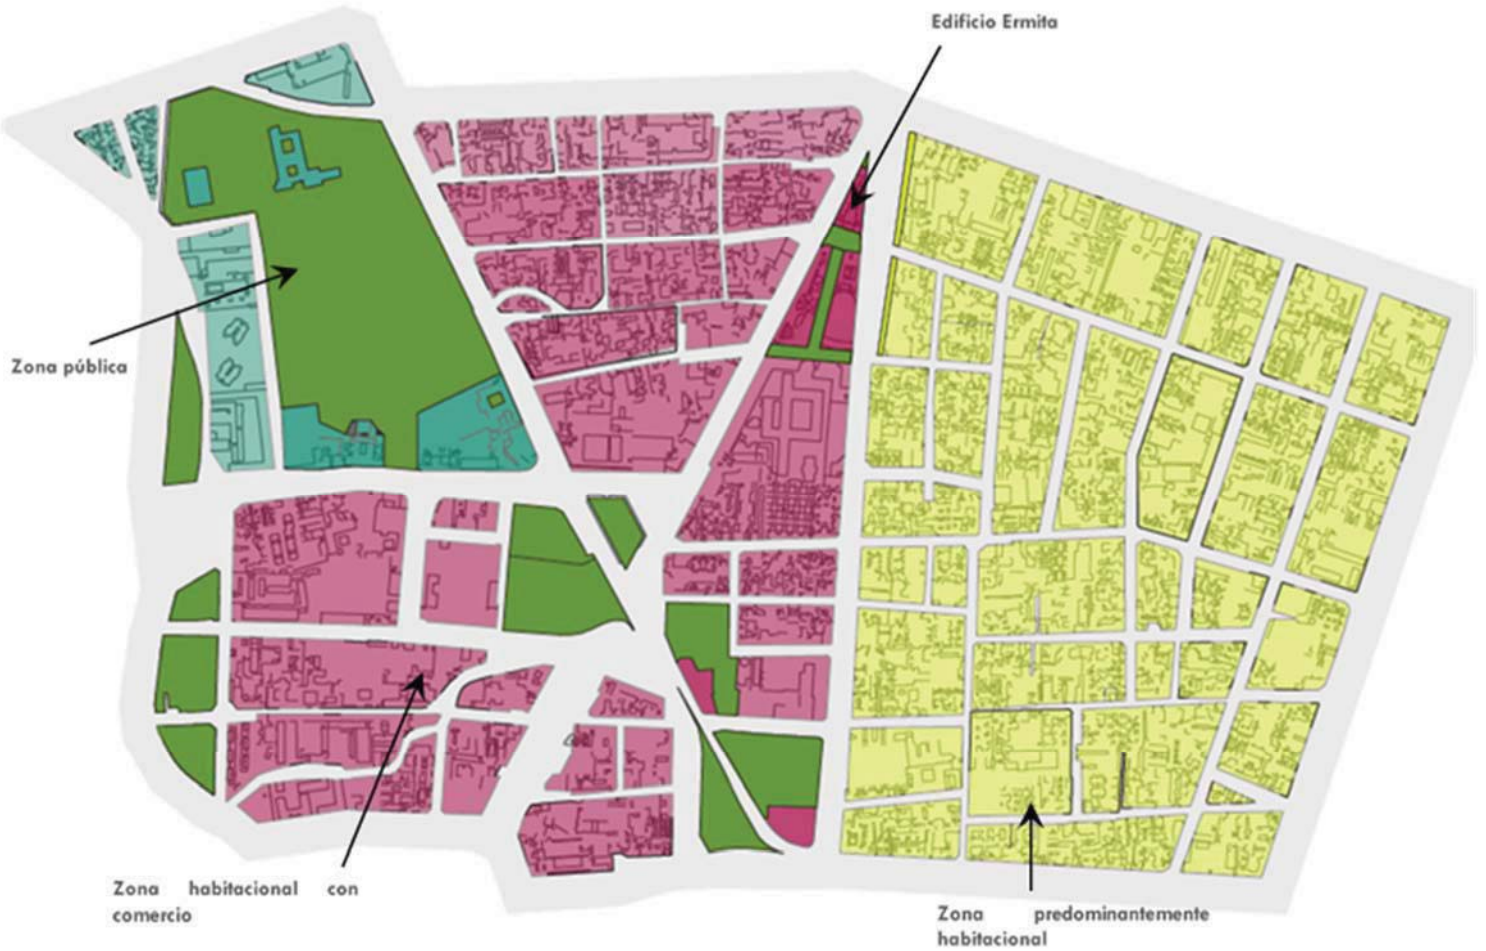 Edificio Ermita
Zona pública
Zona habitacional con
comercio
Zona predominantemente
habitacional